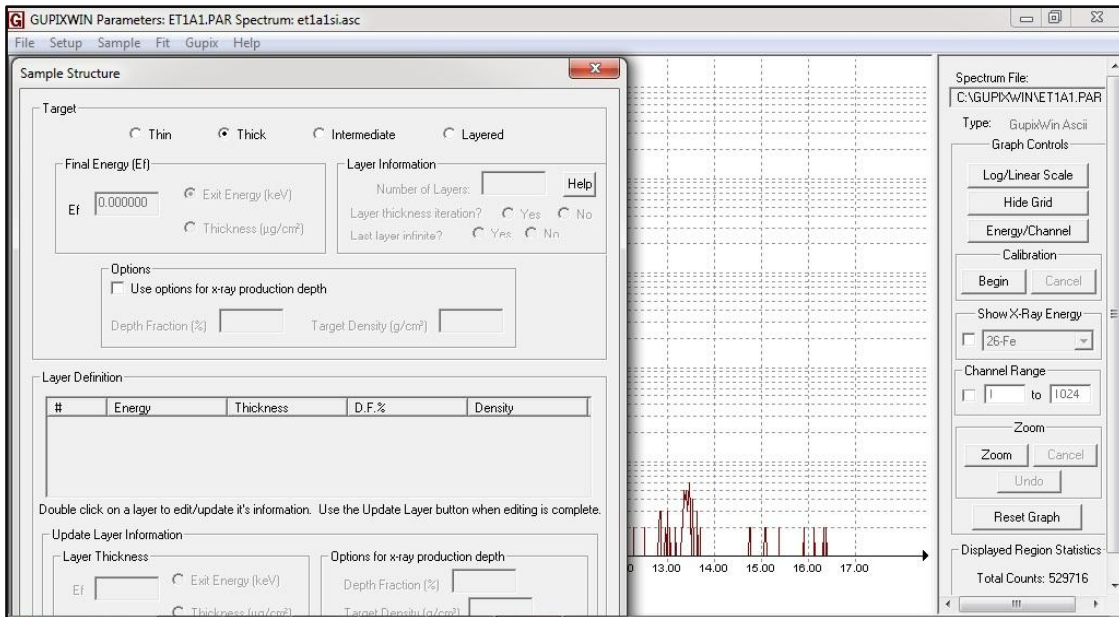 G GUPIXWIN Parameters: ET1A1.PAR Spectrum: et1a1si.asc
File Setup Sample Fit Gupix Help
Sample Structure
Target
Thin Thick Intermediate Layered
Final Energy (Ef)
Ef 0.000000
Exit Energy (keV)
Thickness (µg/cm²)
Layer Information
Number of Layers: Help
Layer thickness iteration? Yes No
Last layer infinite? Yes No
Options
Use options for x-ray production depth
Depth Fraction (%) Target Density (g/cm³)
Layer Definition
# Energy Thickness D.F.% Density
Double click on a layer to edit/update it's information. Use the Update Layer button when editing is complete.
Update Layer Information
Layer Thickness
Ef
Exit Energy (keV)
Thickness (µg/cm²)
Options for x-ray production depth
Depth Fraction (%)
Target Density (g/cm³)
0 13.00 14.00 15.00 16.00 17.00
Spectrum File:
C:\GUPIXWIN\ET1A1.PAR
Type: GupixWin Ascii
Graph Controls
Log/Linear Scale
Hide Grid
Energy/Channel
Calibration
Begin Cancel
Show X-Ray Energy
26-Fe
Channel Range
1 to 1024
Zoom
Zoom Cancel
Undo
Reset Graph
Displayed Region Statistics
Total Counts: 529716